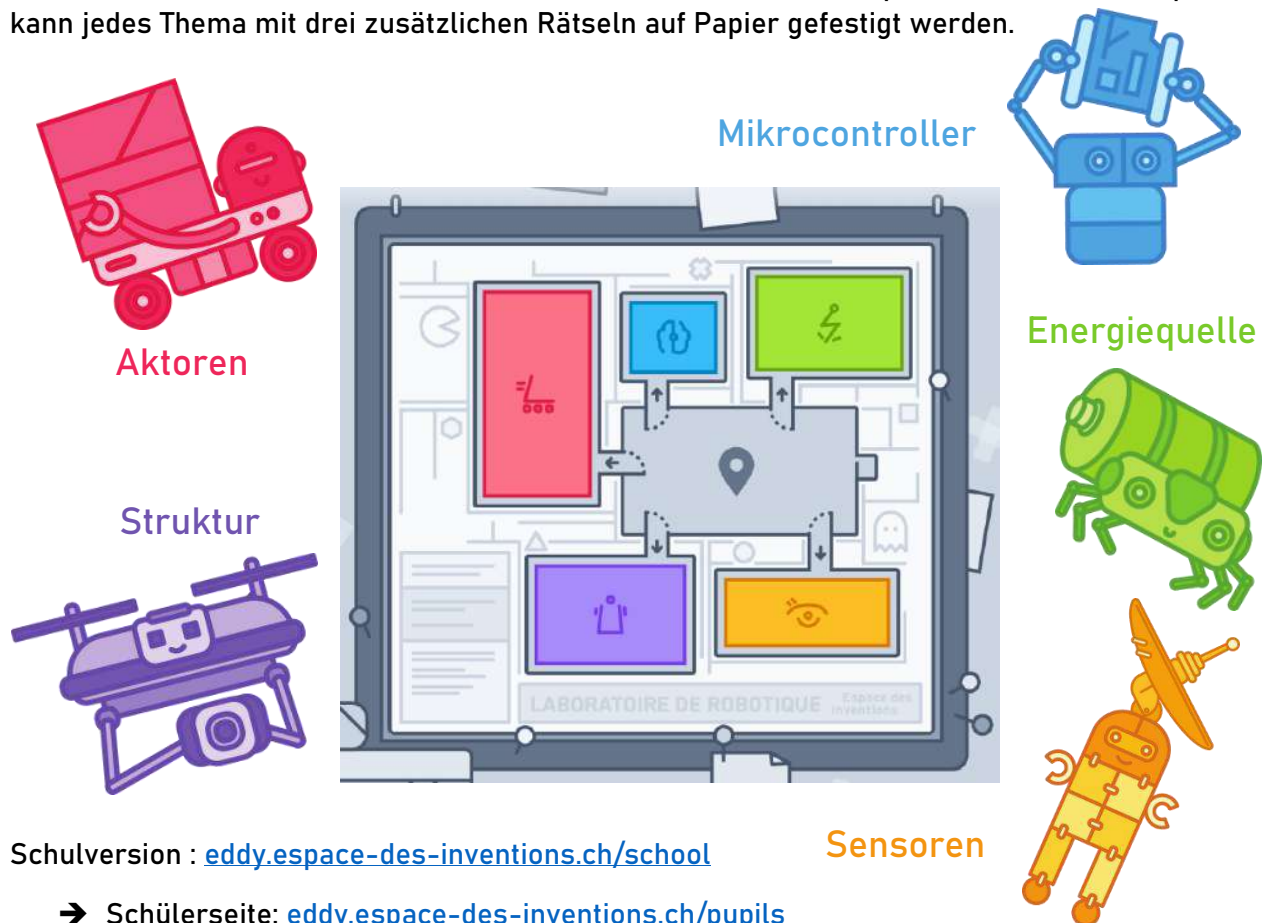 kann jedes Thema mit drei zusätzlichen Rätseln auf Papier gefestigt werden.
Mikrocontroller
Aktoren
Energiequelle
Struktur
LABORATOIRE DE ROBOTIQUE
Espace des
inventions
Sensoren
Schulversion : eddy.espace-des-inventions.ch/school
➔ Schülerseite: eddy.espace-des-inventions.ch/pupils